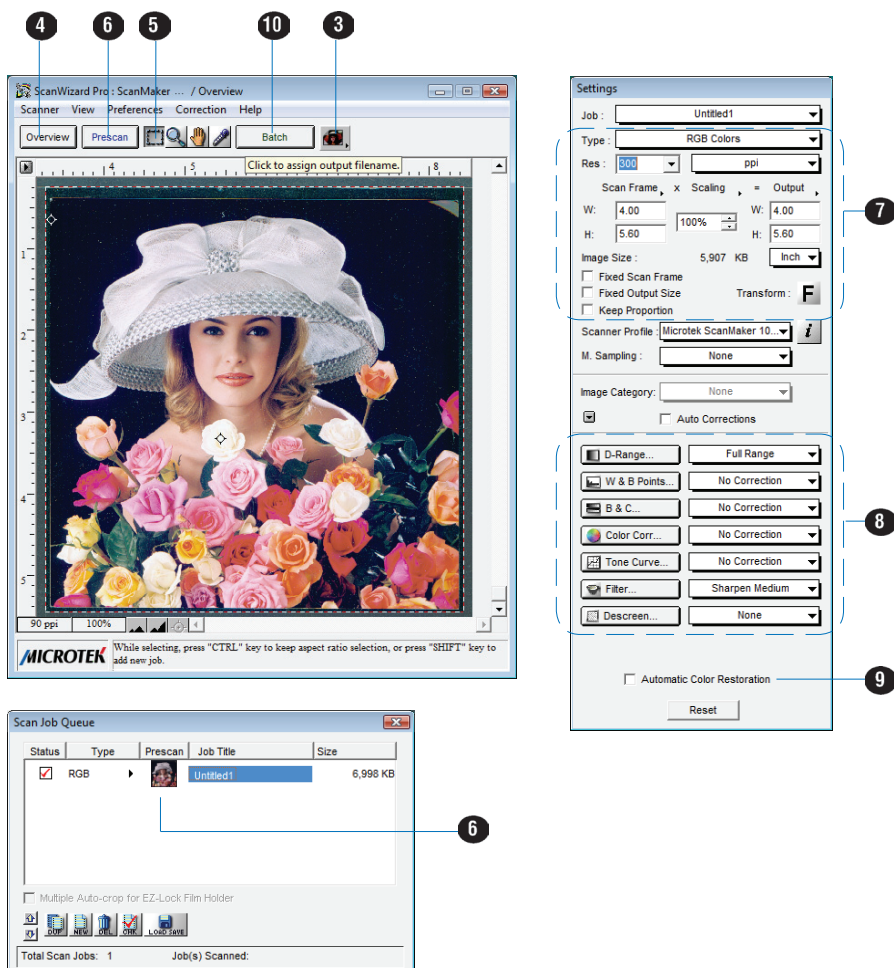 4
6
5
10
3
ScanWizard Pro : ScanMaker ... / Overview
Scanner View Preferences Correction Help
Overview Prescan Batch
Click to assign output filename.
4 5 8
1
2
3
4
5
90 ppi 100%
MICROTEK
While selecting, press "CTRL" key to keep aspect ratio selection, or press "SHIFT" key to
add new job.
Settings
Job : Untitled1
Type : RGB Colors
Res : 300 ppi
Scan Frame x Scaling = Output
W: 4.00 100% W: 4.00
H: 5.60 H: 5.60
Image Size : 5,907 KB Inch
Fixed Scan Frame
Fixed Output Size Transform : F
Keep Proportion
Scanner Profile : Microtek ScanMaker 10... i
M. Sampling : None
Image Category: None
Auto Corrections
D-Range... Full Range
W & B Points... No Correction
B & C... No Correction
Color Corr... No Correction
Tone Curve... No Correction
Filter... Sharpen Medium
Descreen... None
Automatic Color Restoration
Reset
7
8
9
Scan Job Queue
Status Type Prescan Job Title Size
RGB Untitled1 6,998 KB
6
Multiple Auto-crop for EZ-Lock Film Holder
DUP NEW DEL CHK LOAD SAVE
Total Scan Jobs: 1 Job(s) Scanned: